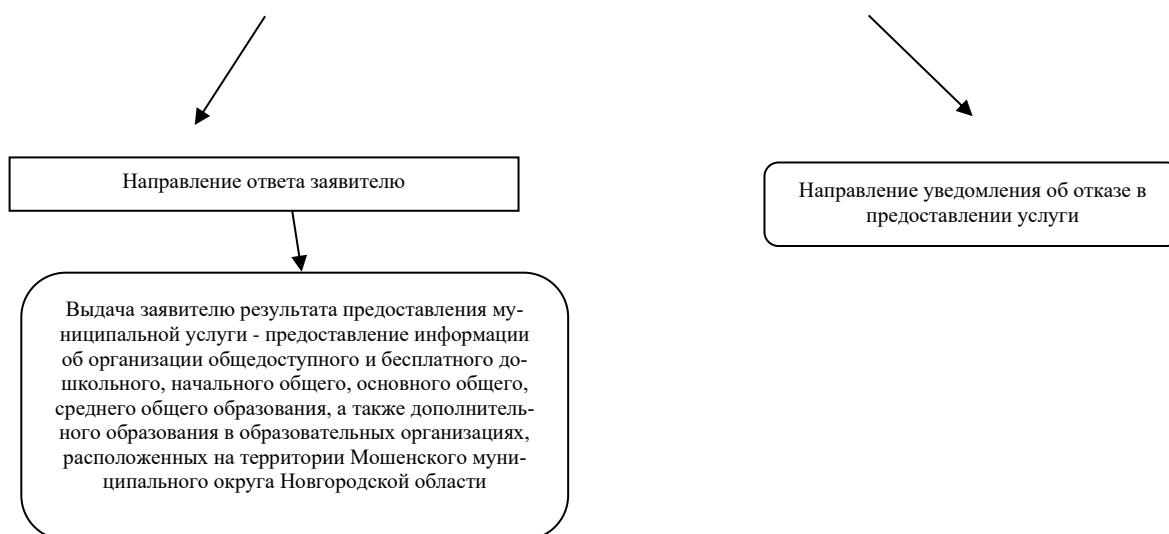 Направление ответа заявителю
Направление уведомления об отказе в
предоставлении услуги
Выдача заявителю результата предоставления му-
ниципальной услуги - предоставление информации
об организации общедоступного и бесплатного до-
школьного, начального общего, основного общего,
среднего общего образования, а также дополнитель-
ного образования в образовательных организациях,
расположенных на территории Мошенского муни-
ципального округа Новгородской области